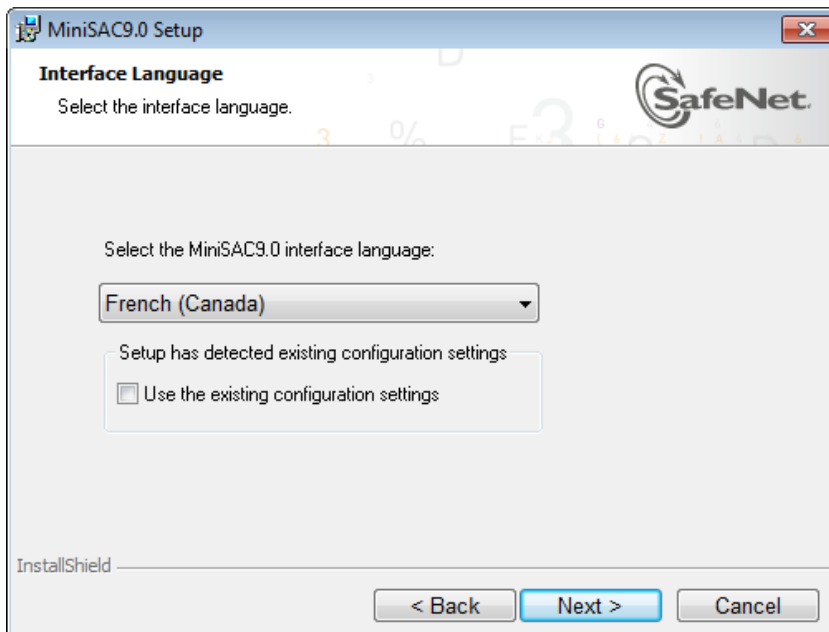 MiniSAC9.0 Setup
Interface Language
Select the interface language.
SafeNet.
Select the MiniSAC9.0 interface language:
French (Canada)
Setup has detected existing configuration settings
Use the existing configuration settings
InstallShield
< Back
Next >
Cancel